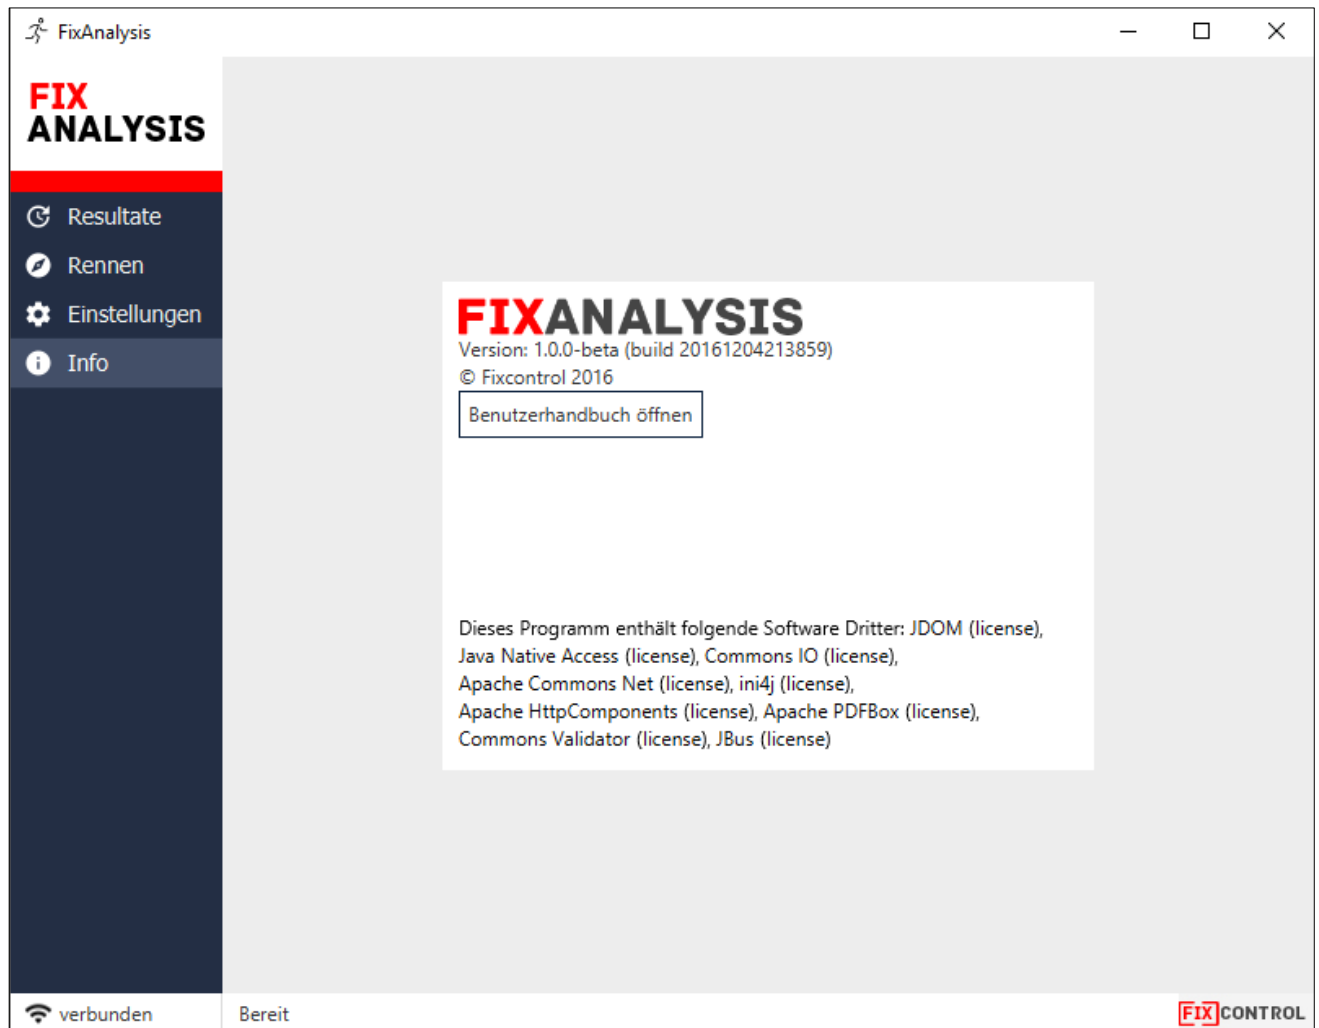 FixAnalysis
FIX
ANALYSIS
Resultate
Rennen
Einstellungen
Info
FIXANALYSIS
Version: 1.0.0-beta (build 20161204213859)
© Fixcontrol 2016
Benutzerhandbuch öffnen
Dieses Programm enthält folgende Software Dritter: JDOM (license),
Java Native Access (license), Commons IO (license),
Apache Commons Net (license), ini4j (license),
Apache HttpComponents (license), Apache PDFBox (license),
Commons Validator (license), JBus (license)
verbunden
Bereit
FIXCONTROL